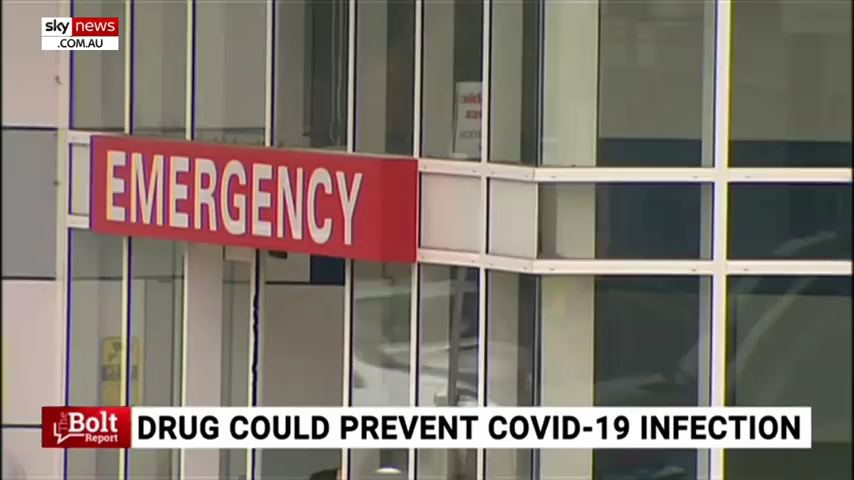 sky news
.COM.AU
EMERGENCY
The
Bolt
Report
DRUG COULD PREVENT COVID-19 INFECTION